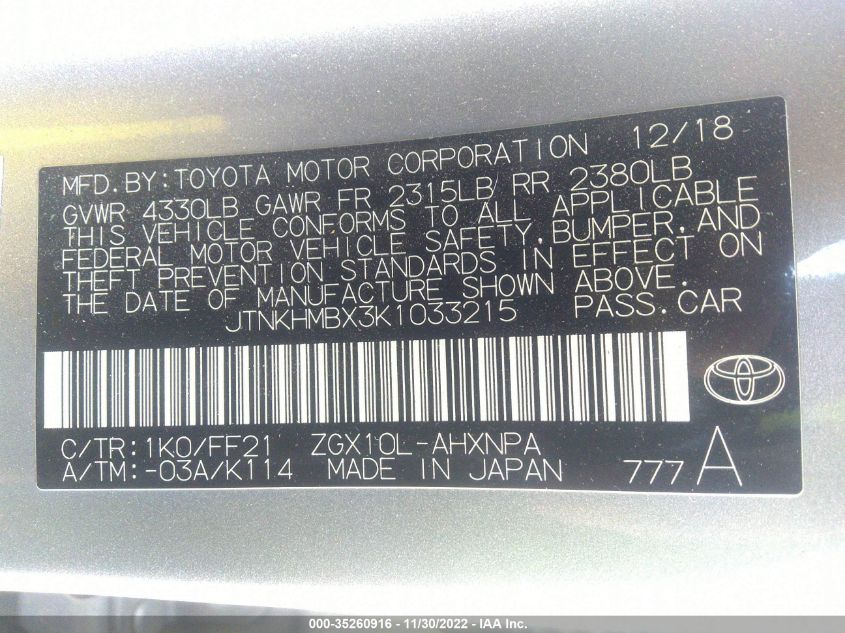 MFD. BY: TOYOTA MOTOR CORPORATION 12/18
GVWR 4330LB GAWR FR 2315LB/ RR 2380LB
THIS VEHICLE CONFORMS TO ALL APPLICABLE
FEDERAL MOTOR VEHICLE SAFETY, BUMPER, AND
THEFT PREVENTION STANDARDS IN EFFECT ON
THE DATE OF MANUFACTURE SHOWN ABOVE.
JTNKHMBX3K1033215 PASS. CAR
C/TR: 1K0/FF21 ZGX10L-AHXNPA
A/TM: -03A/K114 MADE IN JAPAN 777 A
000-35260916 - 11/30/2022 - IAA Inc.